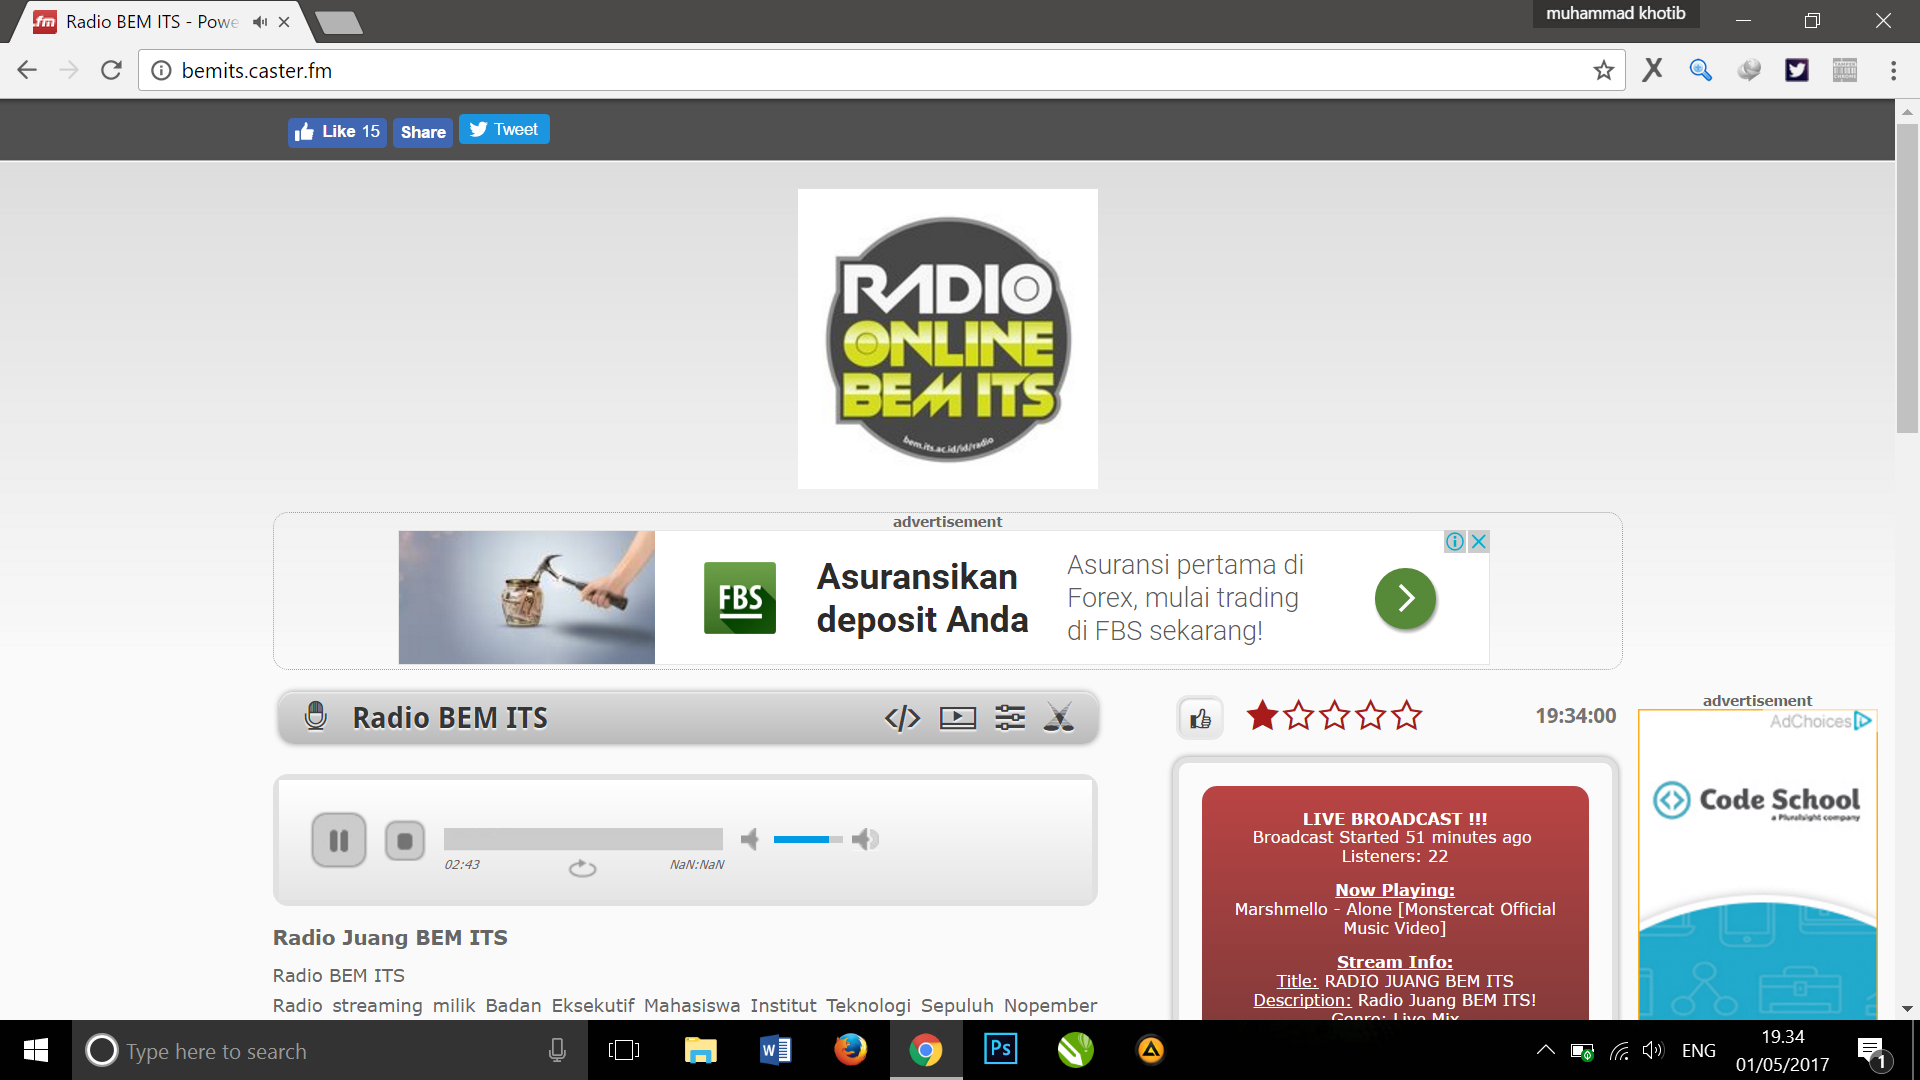 Radio BEM ITS - Powe
muhammad khotib
bemits.caster.fm
Like 15 Share Tweet
RADIO
ONLINE
BEM ITS
bem.its.ac.id/id/radio
advertisement
FBS
Asuransikan
deposit Anda
Asuransi pertama di
Forex, mulai trading
di FBS sekarang!
Radio BEM ITS
19:34:00
advertisement
AdChoices
Code School
a Pluralsight company
02:43
NaN:NaN
LIVE BROADCAST !!!
Broadcast Started 51 minutes ago
Listeners: 22
Now Playing:
Marshmello - Alone [Monstercat Official
Music Video]
Stream Info:
Title: RADIO JUANG BEM ITS
Description: Radio Juang BEM ITS!
Genre: Live Mix
Radio Juang BEM ITS
Radio BEM ITS
Radio streaming milik Badan Eksekutif Mahasiswa Institut Teknologi Sepuluh Nopember
Type here to search
Ps
ENG
19.34
01/05/2017
1